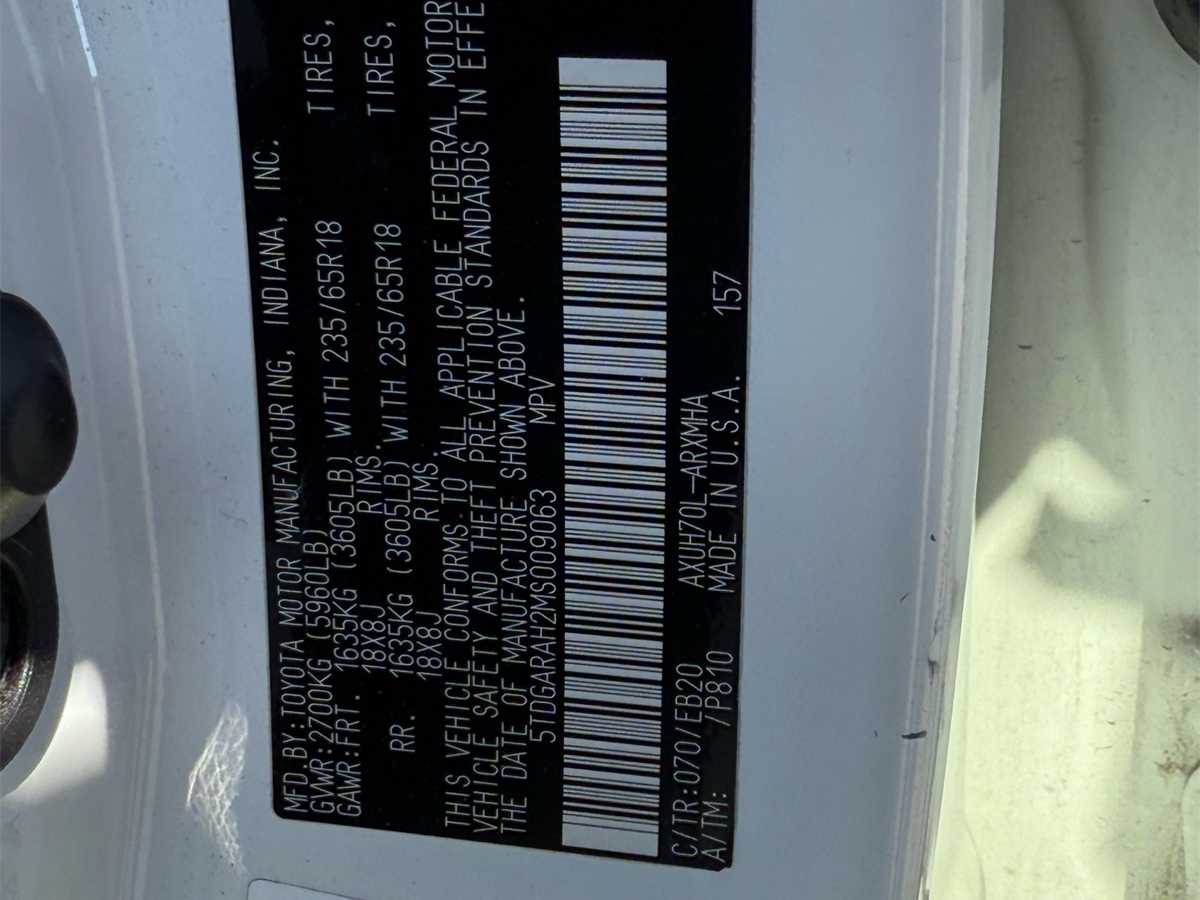 MFD BY:TOYOTA MOTOR MANUFACTURING, INDIANA, INC.
GVWR:2700KG (5960LB)
GAWR:FRT. 1635KG (3605LB) WITH 235/65R18 TIRES,
18X8J RIMS.
RR. 1635KG (3605LB) WITH 235/65R18 TIRES,
18X8J RIMS.
THIS VEHICLE CONFORMS TO ALL APPLICABLE FEDERAL MOTOR
VEHICLE SAFETY AND THEFT PREVENTION STANDARDS IN EFFE
THE DATE OF MANUFACTURE SHOWN ABOVE.
5TDGARAH2MS009063 MPV
C/TR:070/EB20 AXUH70L-ARXMHA
A/TM: /P810 MADE IN U.S.A. 157